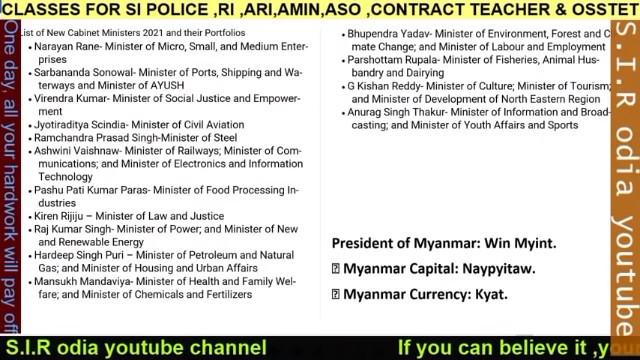 CLASSES FOR SI POLICE ,RI ,ARI,AMIN,ASO ,CONTRACT TEACHER & OSSTET
One day, all your hardwork will pay off
List of New Cabinet Ministers 2021 and their Portfolios
• Narayan Rane- Minister of Micro, Small, and Medium Enter-
prises
• Sarbananda Sonowal- Minister of Ports, Shipping and Wa-
terways and Minister of AYUSH
• Virendra Kumar- Minister of Social Justice and Empower-
ment
• Jyotiraditya Scindia- Minister of Civil Aviation
• Ramchandra Prasad Singh-Minister of Steel
• Ashwini Vaishnaw- Minister of Railways; Minister of Com-
munications; and Minister of Electronics and Information
Technology
• Pashu Pati Kumar Paras- Minister of Food Processing In-
dustries
• Kiren Rijiju – Minister of Law and Justice
• Raj Kumar Singh- Minister of Power; and Minister of New
and Renewable Energy
• Hardeep Singh Puri – Minister of Petroleum and Natural
Gas; and Minister of Housing and Urban Affairs
• Mansukh Mandaviya- Minister of Health and Family Wel-
fare; and Minister of Chemicals and Fertilizers
• Bhupendra Yadav- Minister of Environment, Forest and C
mate Change; and Minister of Labour and Employment
• Parshottam Rupala- Minister of Fisheries, Animal Hus-
bandry and Dairying
• G Kishan Reddy- Minister of Culture; Minister of Tourism;
and Minister of Development of North Eastern Region
• Anurag Singh Thakur- Minister of Information and Broad-
casting; and Minister of Youth Affairs and Sports
President of Myanmar: Win Myint.
Myanmar Capital: Naypyitaw.
Myanmar Currency: Kyat.
S.I.R odia youtube
S.I.R odia youtube channel
If you can believe it ,you